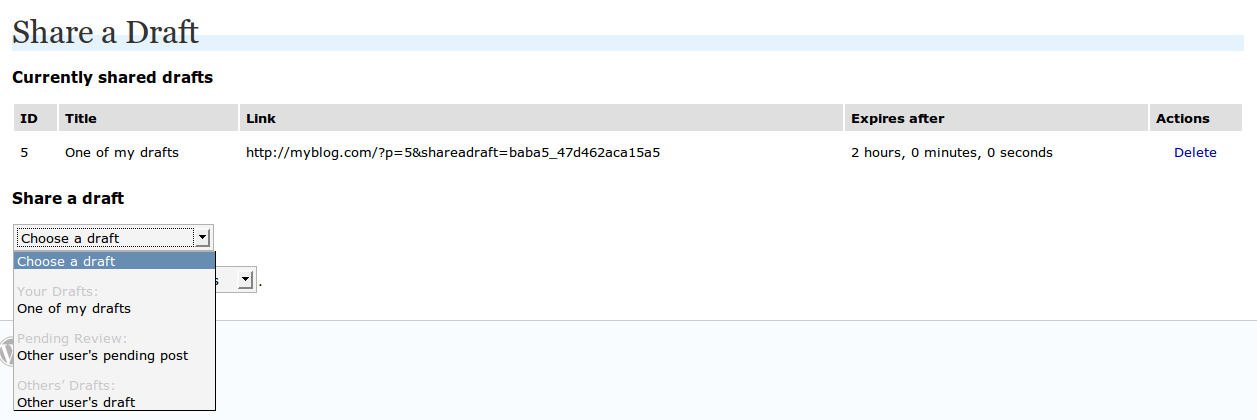 Share a Draft
Currently shared drafts
ID Title Link Expires after Actions
5 One of my drafts http://myblog.com/?p=5&shareadraft=baba5_47d462aca15a5 2 hours, 0 minutes, 0 seconds Delete
Share a draft
Choose a draft
Choose a draft
s .
Your Drafts:
One of my drafts
Pending Review:
Other user's pending post
Others’ Drafts:
Other user's draft